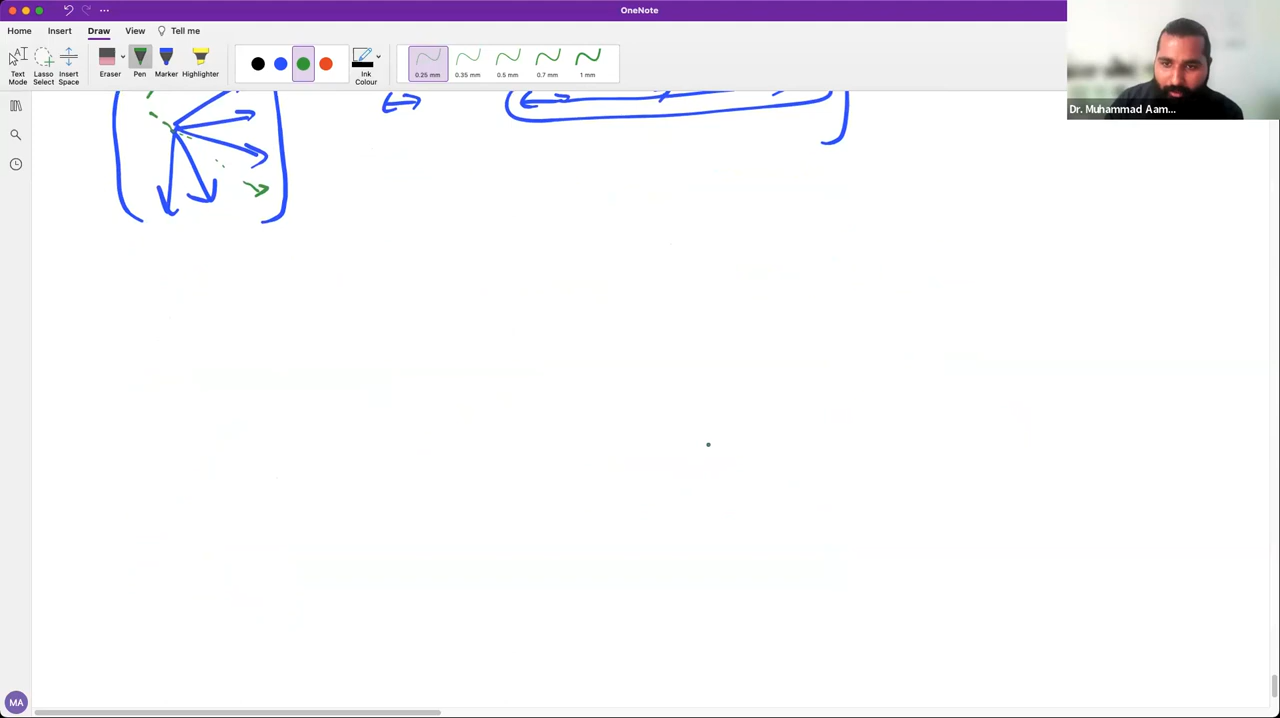 OneNote
Home Insert Draw View Tell me
Text Mode
Lasso Select
Insert Space
Eraser
Pen
Marker
Highlighter
Ink Colour
0.25 mm
0.35 mm
0.5 mm
0.7 mm
1 mm
Dr. Muhammad Aam...
MA